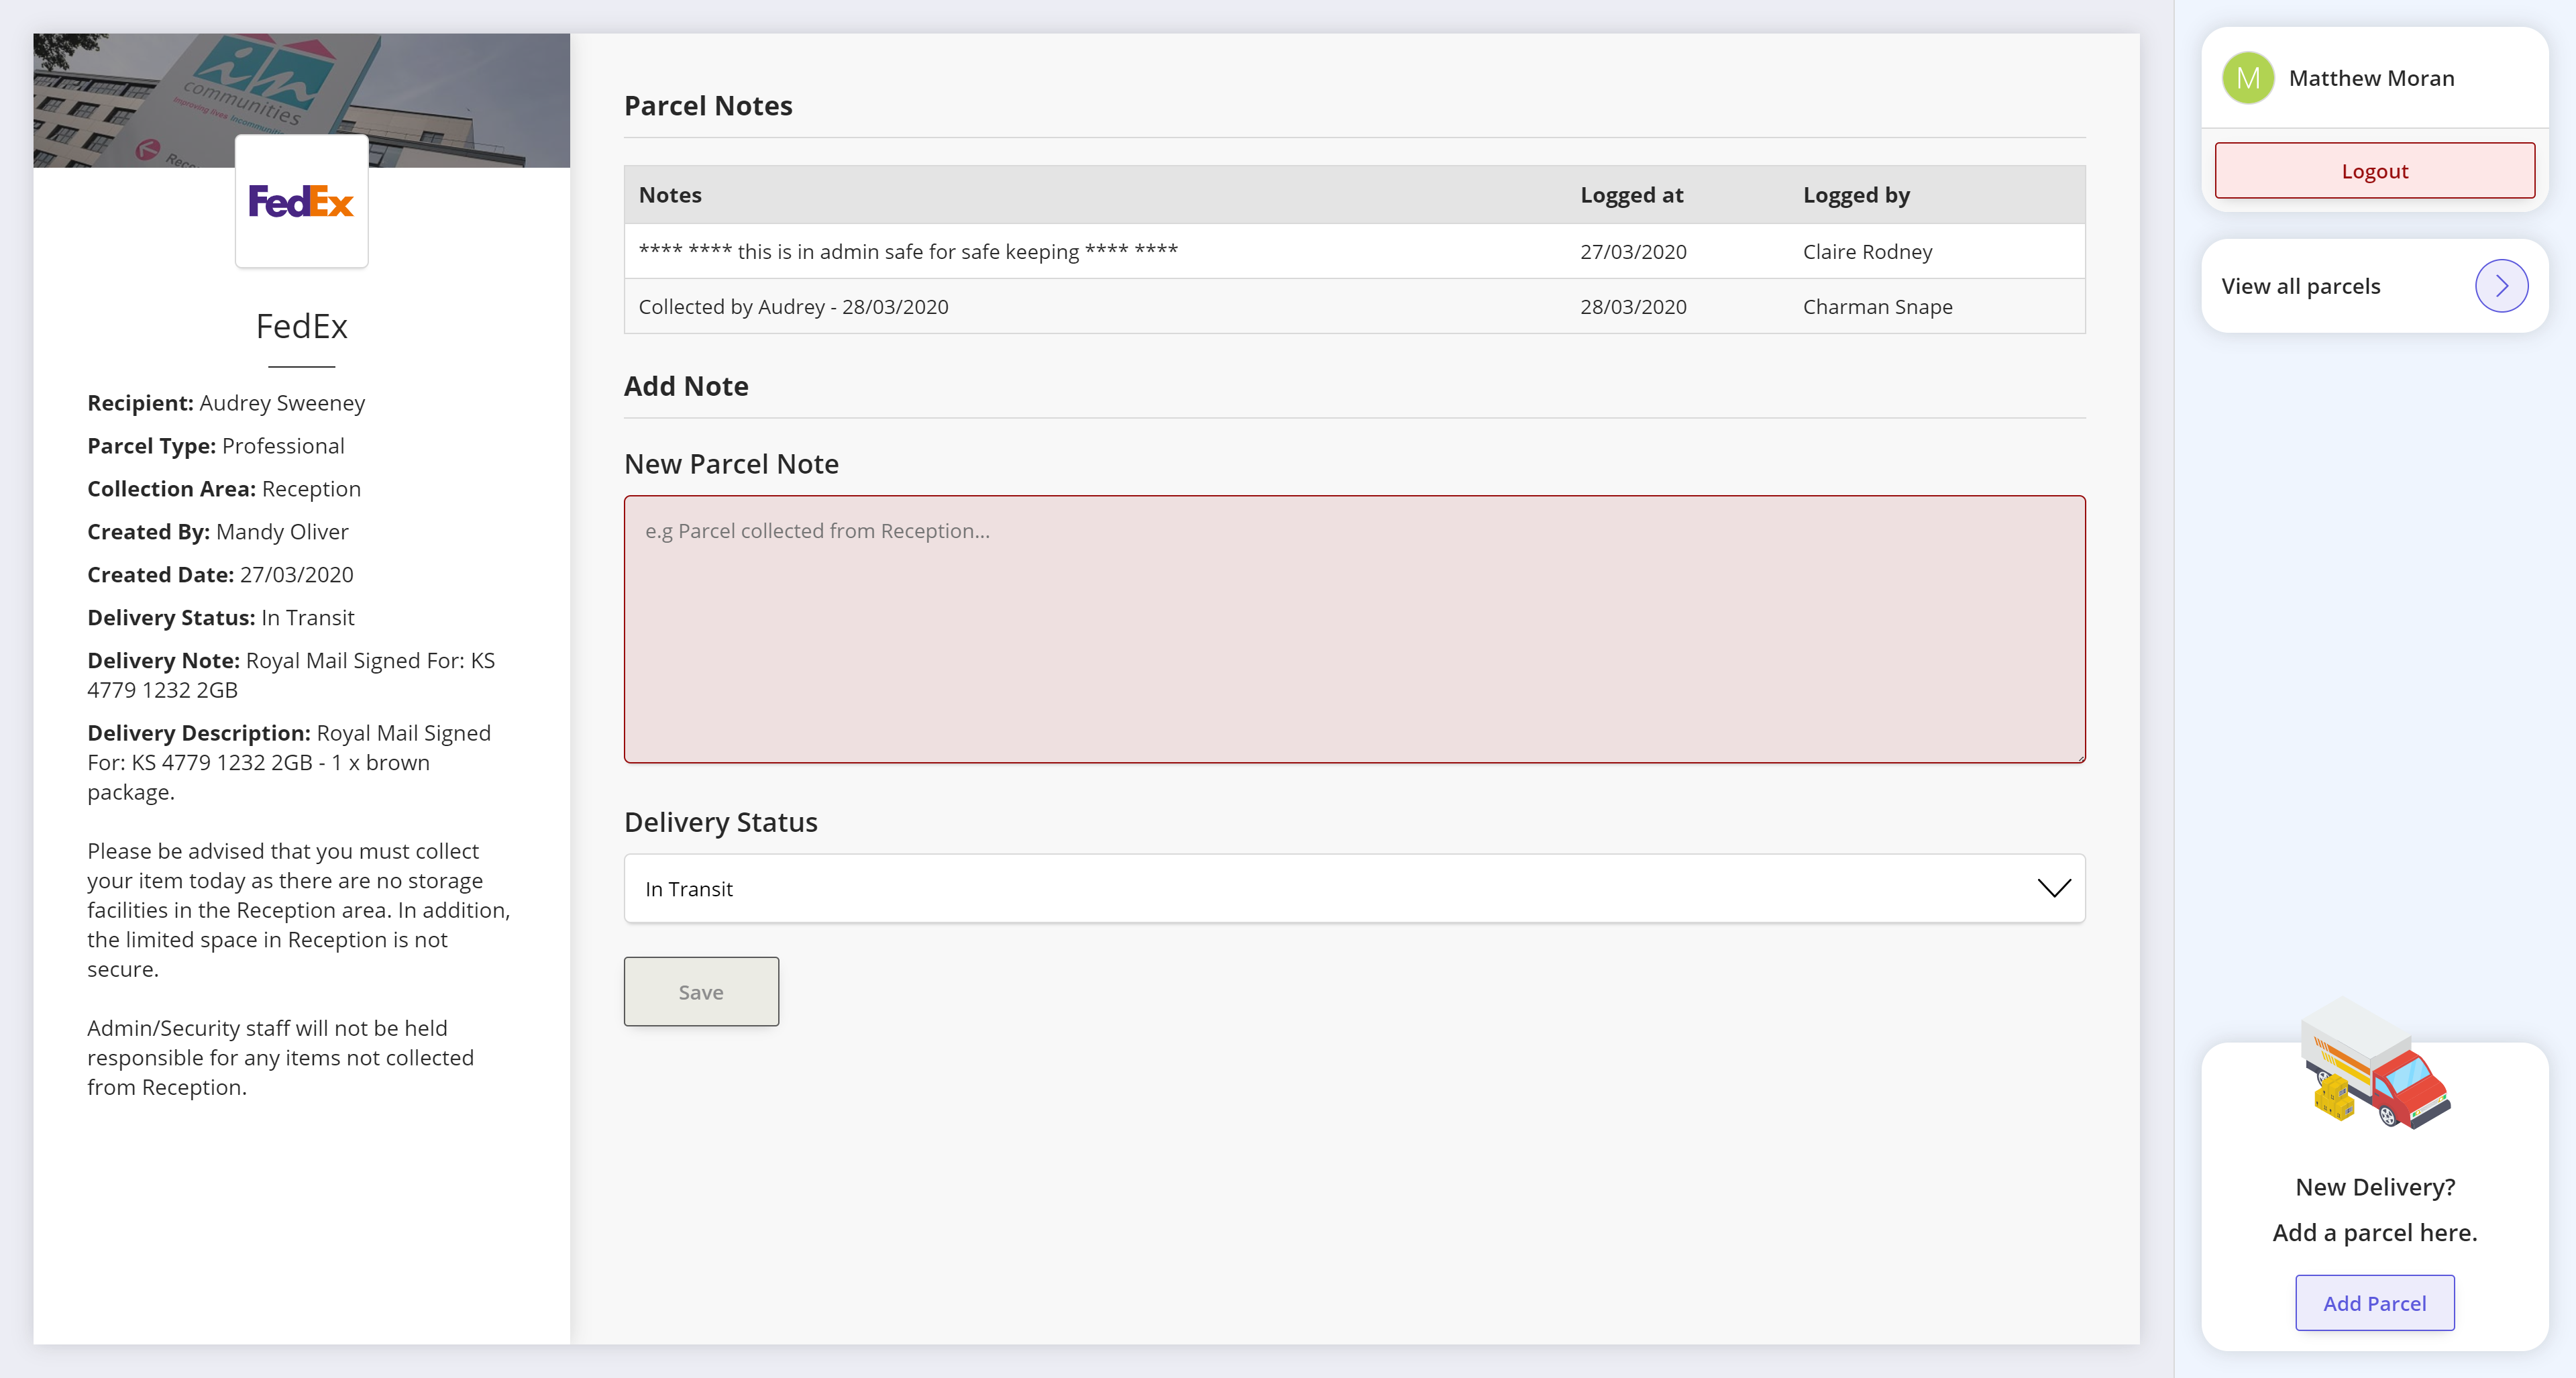 im
communities
Improving lives Incommuni
Rec
FedEx
FedEx
Recipient: Audrey Sweeney
Parcel Type: Professional
Collection Area: Reception
Created By: Mandy Oliver
Created Date: 27/03/2020
Delivery Status: In Transit
Delivery Note: Royal Mail Signed For: KS
4779 1232 2GB
Delivery Description: Royal Mail Signed
For: KS 4779 1232 2GB - 1 x brown
package.
Please be advised that you must collect
your item today as there are no storage
facilities in the Reception area. In addition,
the limited space in Reception is not
secure.
Admin/Security staff will not be held
responsible for any items not collected
from Reception.
Parcel Notes
Notes Logged at Logged by
**** **** this is in admin safe for safe keeping **** **** 27/03/2020 Claire Rodney
Collected by Audrey - 28/03/2020 28/03/2020 Charman Snape
Add Note
New Parcel Note
e.g Parcel collected from Reception...
Delivery Status
In Transit
Save
M Matthew Moran
Logout
View all parcels
New Delivery?
Add a parcel here.
Add Parcel